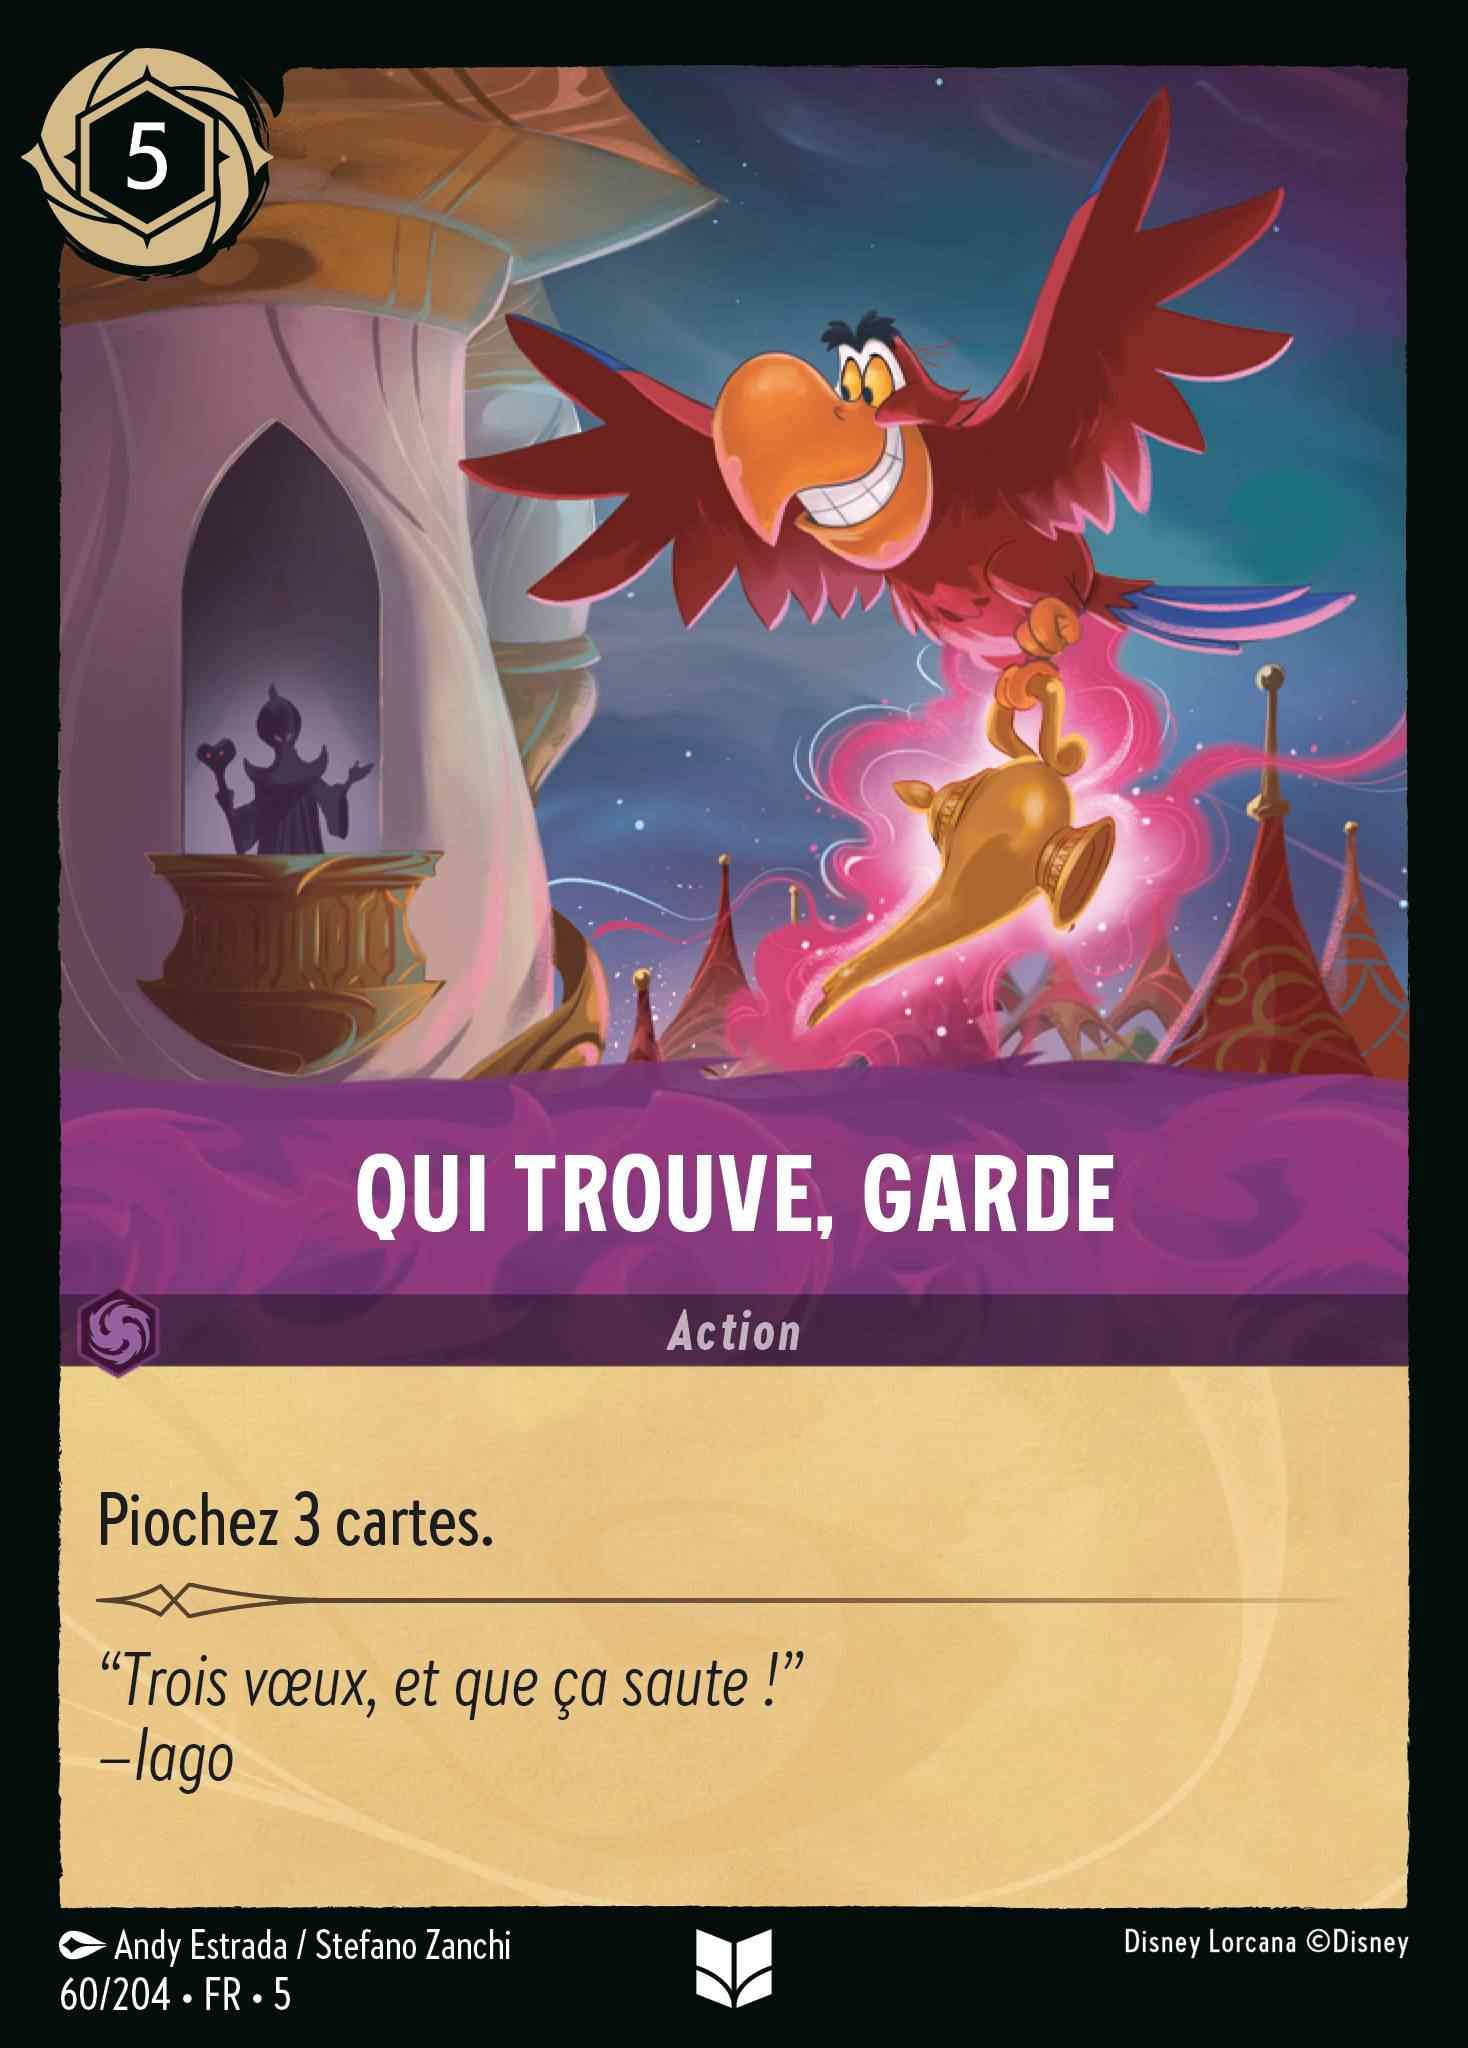 5
QUI TROUVE, GARDE
Action
Piochez 3 cartes.
“Trois vœux, et que ça saute !”
–Iago
Andy Estrada / Stefano Zanchi
Disney Lorcana ©Disney
60/204 • FR • 5